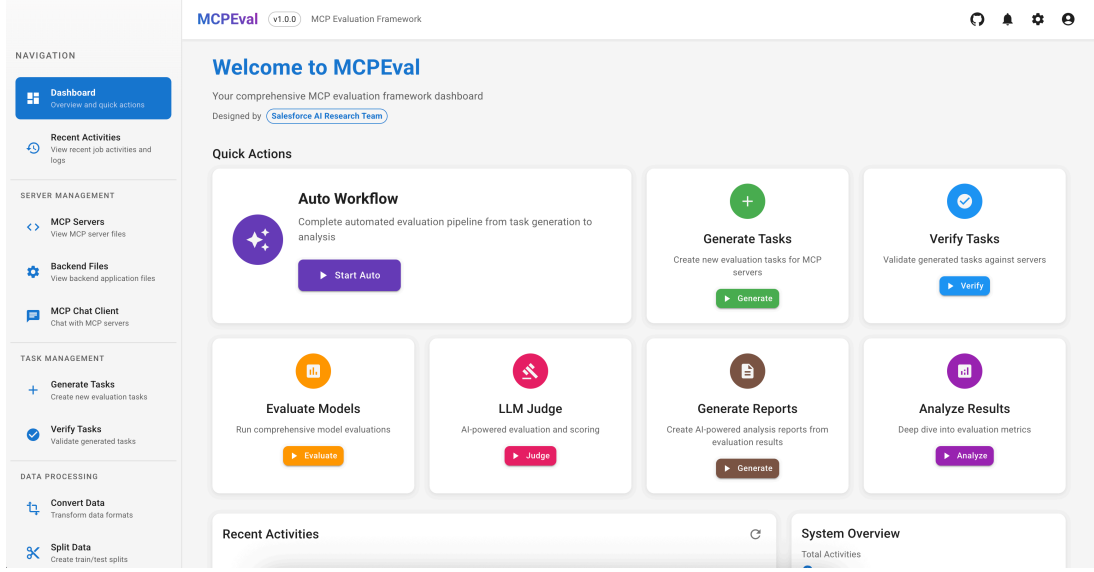 MCPEval v1.0.0 MCP Evaluation Framework
NAVIGATION
Dashboard
Overview and quick actions
Recent Activities
View recent job activities and
logs
SERVER MANAGEMENT
MCP Servers
View MCP server files
Backend Files
View backend application files
MCP Chat Client
Chat with MCP servers
TASK MANAGEMENT
Generate Tasks
Create new evaluation tasks
Verify Tasks
Validate generated tasks
DATA PROCESSING
Convert Data
Transform data formats
Split Data
Create train/test splits
Welcome to MCPEval
Your comprehensive MCP evaluation framework dashboard
Designed by Salesforce AI Research Team
Quick Actions
Auto Workflow
Complete automated evaluation pipeline from task generation to
analysis
Start Auto
Generate Tasks
Create new evaluation tasks for MCP
servers
Generate
Verify Tasks
Validate generated tasks against servers
Verify
Evaluate Models
Run comprehensive model evaluations
Evaluate
LLM Judge
AI-powered evaluation and scoring
Judge
Generate Reports
Create AI-powered analysis reports from
evaluation results
Generate
Analyze Results
Deep dive into evaluation metrics
Analyze
Recent Activities
System Overview
Total Activities